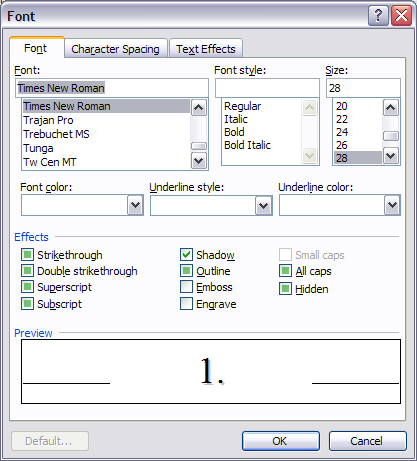 Font
Font Character Spacing Text Effects
Font: Font style: Size:
Times New Roman 28
Times New Roman Regular 20
Trajan Pro Italic 22
Trebuchet MS Bold 24
Tunga Bold Italic 26
Tw Cen MT 28
Font color: Underline style: Underline color:
Effects
Strikethrough Shadow Small caps
Double strikethrough Outline All caps
Superscript Emboss Hidden
Subscript Engrave
Preview
1.
Default... OK Cancel